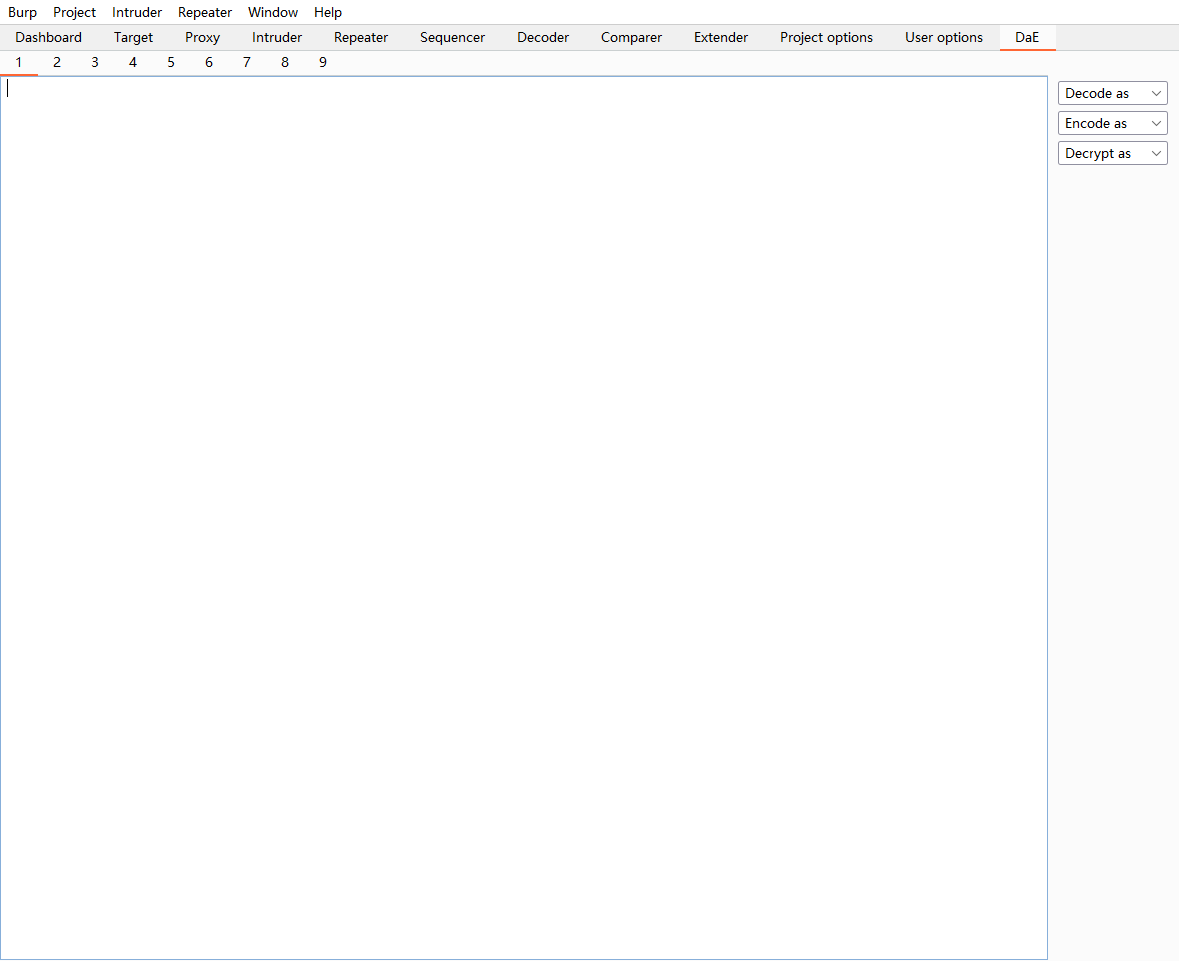 Burp Project Intruder Repeater Window Help
Dashboard Target Proxy Intruder Repeater Sequencer Decoder Comparer Extender Project options User options DaE
1 2 3 4 5 6 7 8 9
Decode as
Encode as
Decrypt as